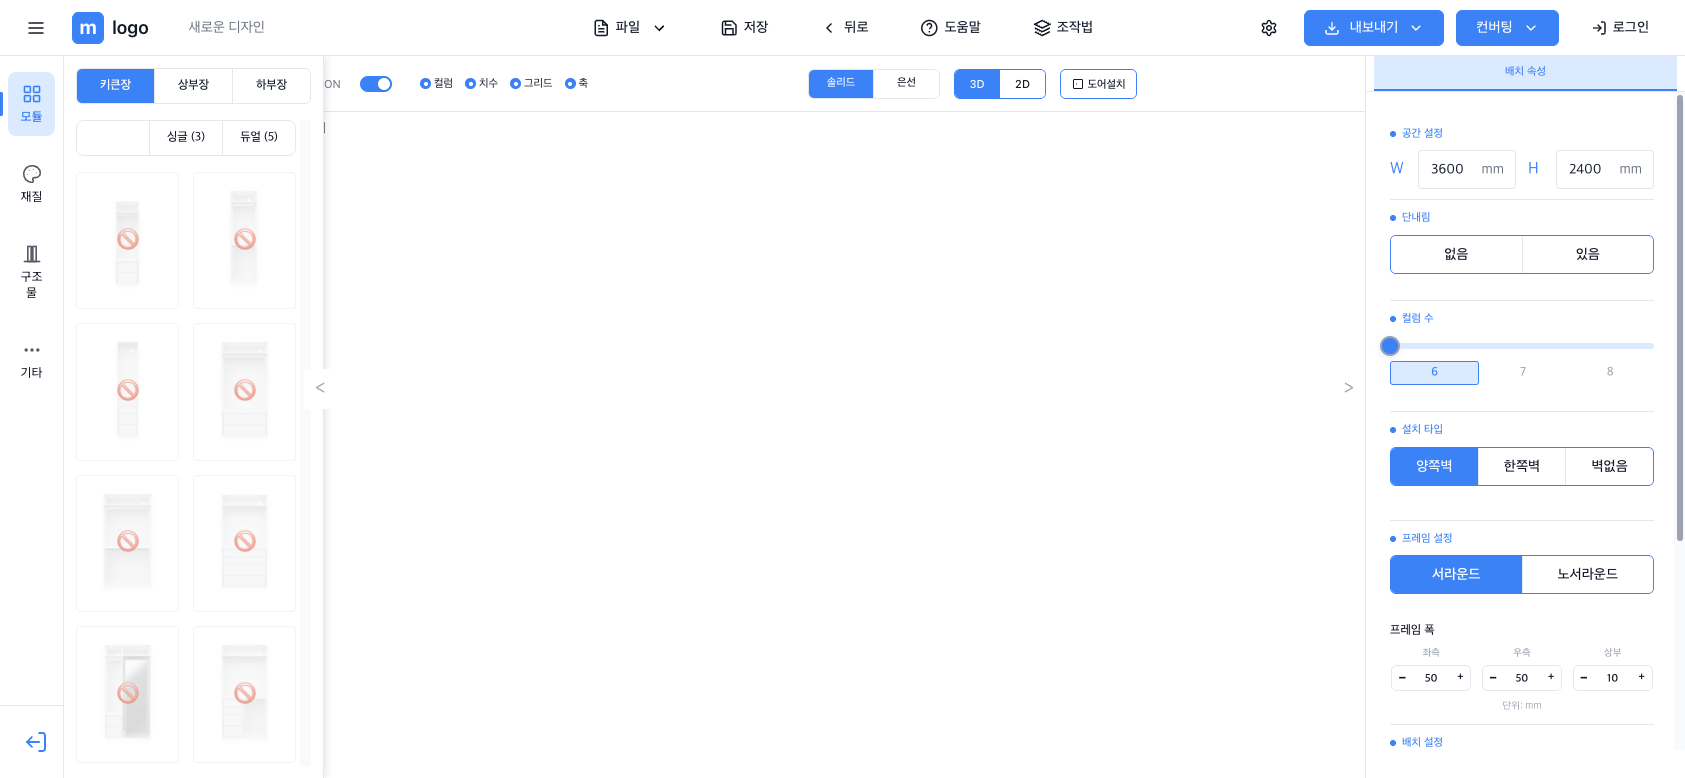 m logo 새로운 디자인 파일 저장 뒤로 도움말 조작법 내보내기 컨버팅 로그인
모듈
재질
구조
물
기타
키큰장 상부장 하부장
싱글 (3) 듀얼 (5)
ON 컬럼 치수 그리드 축 솔리드 은선 3D 2D 도어설치
<
>
배치 속성
공간 설정
W 3600 mm H 2400 mm
단내림
없음 있음
컬럼 수
6 7 8
설치 타입
양쪽벽 한쪽벽 벽없음
프레임 설정
서라운드 노서라운드
프레임 폭
좌측 우측 상부
− 50 + − 50 + − 10 +
단위: mm
배치 설정